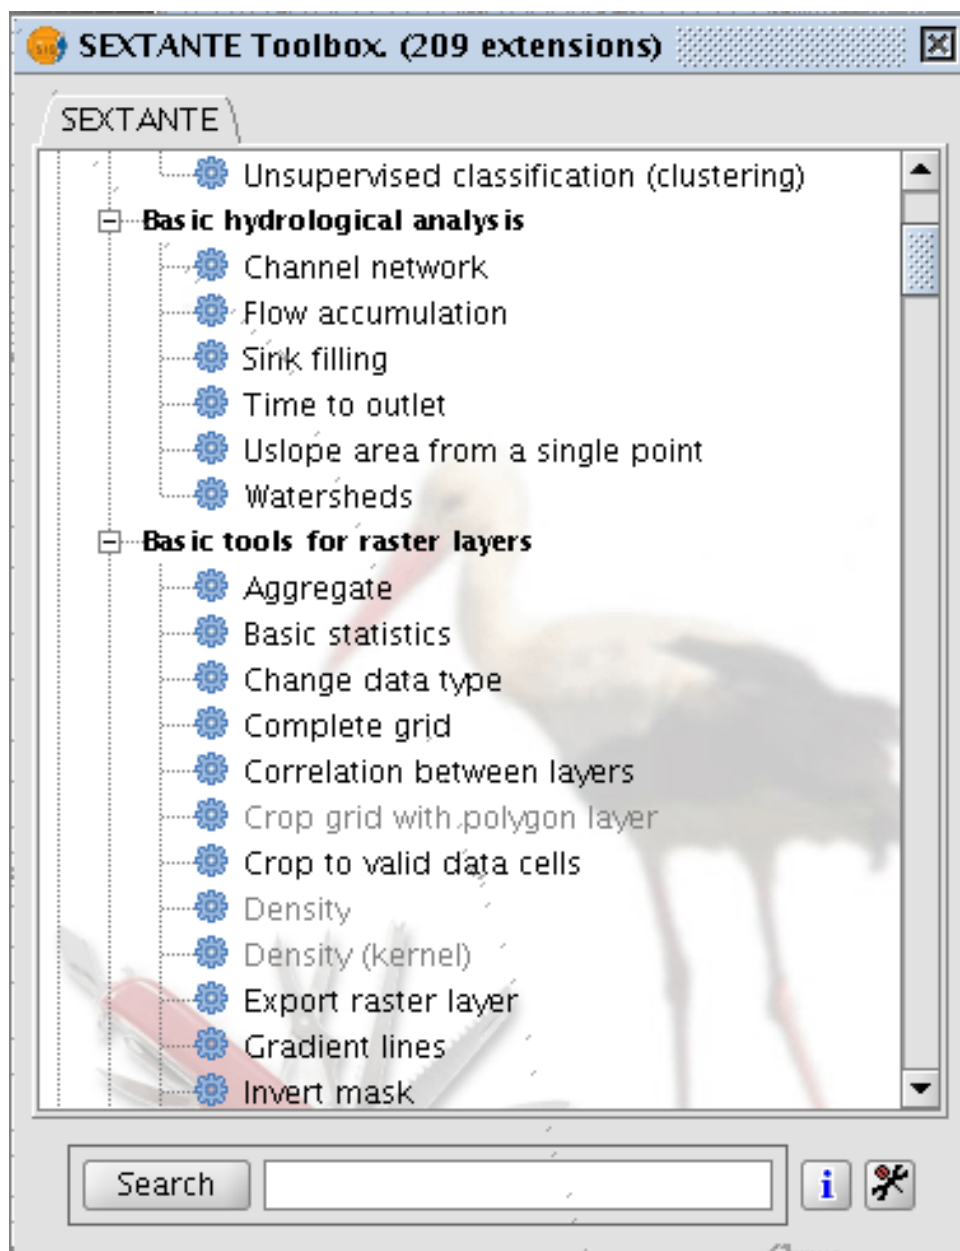 SEXTANTE Toolbox. (209 extensions)
SEXTANTE
Unsupervised classification (clustering)
Basic hydrological analysis
Channel network
Flow accumulation
Sink filling
Time to outlet
Uslope area from a single point
Watersheds
Basic tools for raster layers
Aggregate
Basic statistics
Change data type
Complete grid
Correlation between layers
Crop grid with polygon layer
Crop to valid data cells
Density
Density (kernel)
Export raster layer
Gradient lines
Invert mask
Search